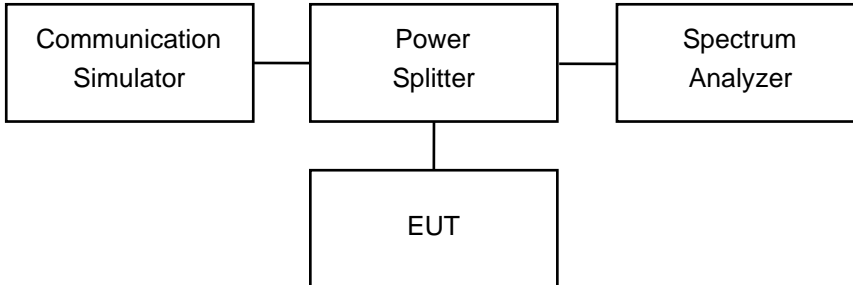 Communication
Simulator
Power
Splitter
Spectrum
Analyzer
EUT